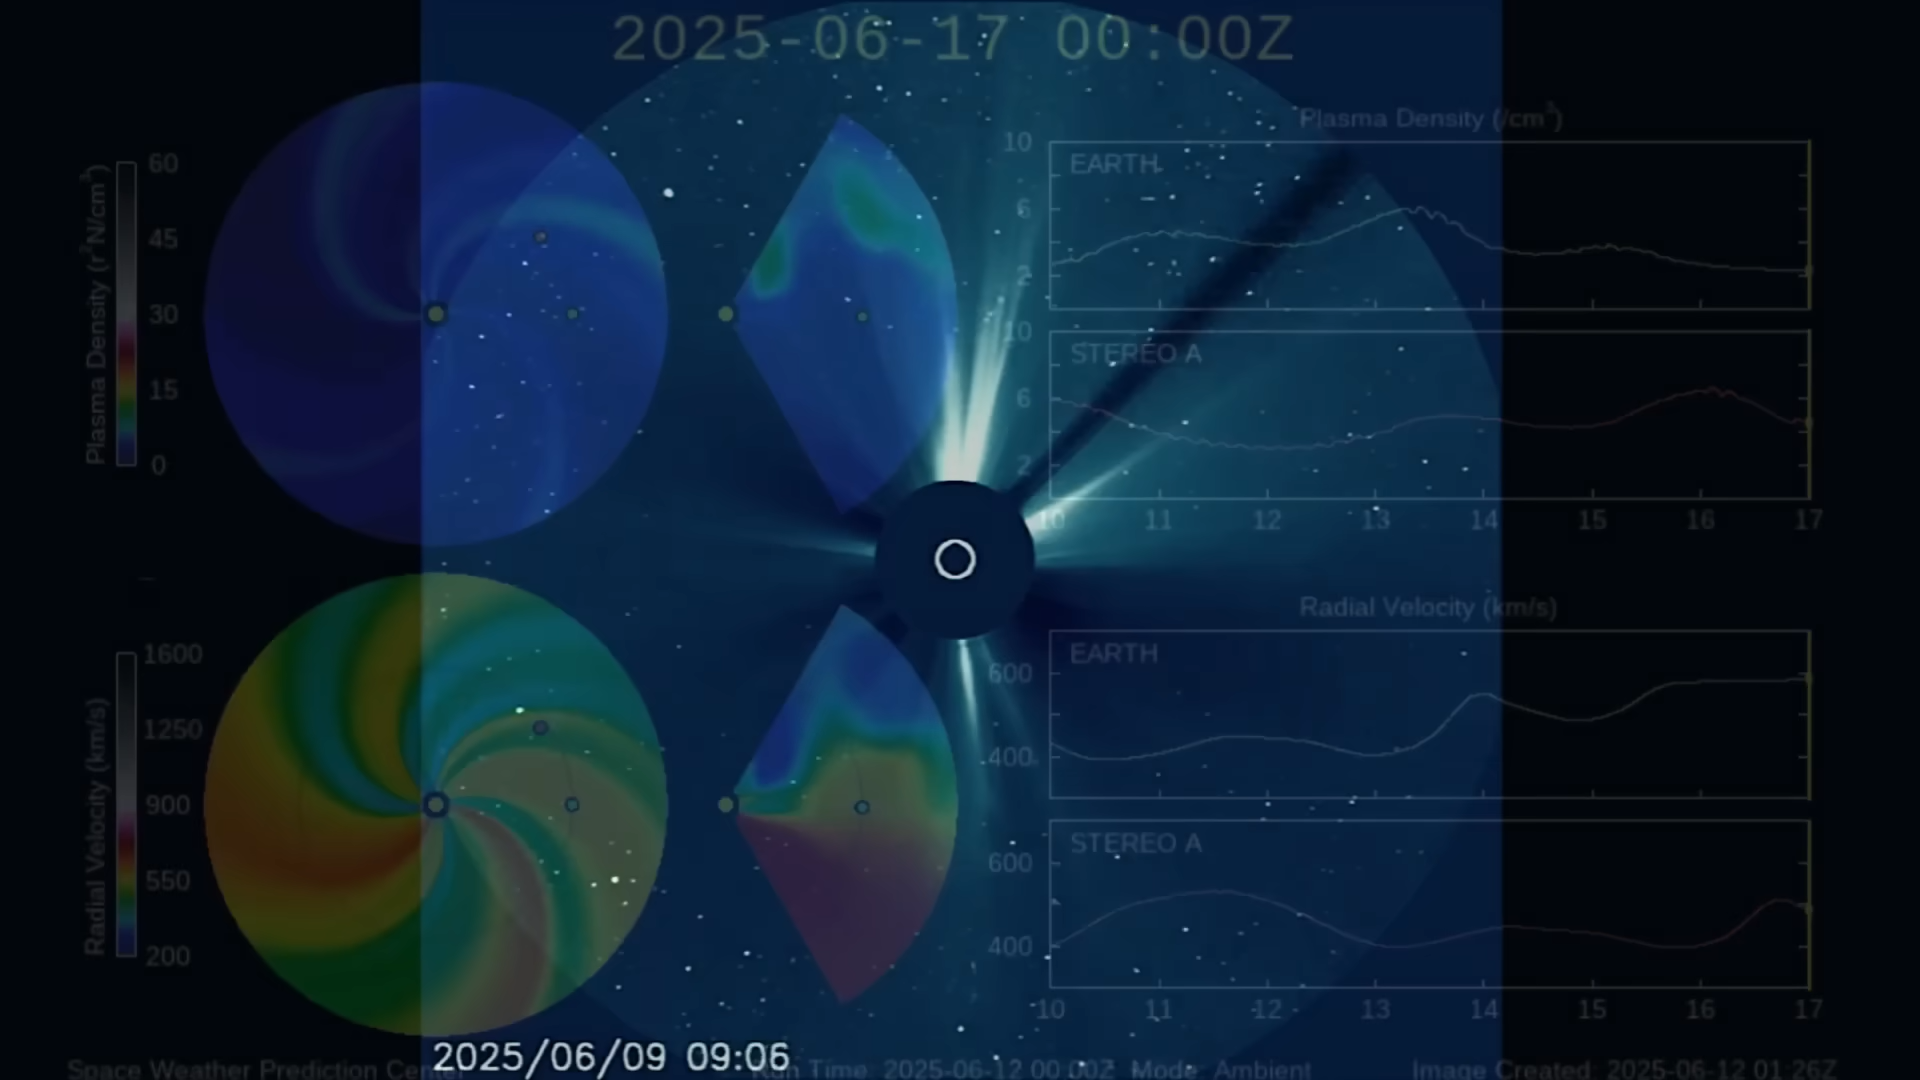 2025-06-17 00:00Z
Plasma Density (r²N/cm³)
60
45
30
15
0
Plasma Density (/cm³)
EARTH
10
6
2
STEREO A
10
6
2
10 11 12 13 14 15 16 17
Radial Velocity (km/s)
1600
1250
900
550
200
Radial Velocity (km/s)
EARTH
600
400
STEREO A
600
400
10 11 12 13 14 15 16 17
2025/06/09 09:06
Space Weather Prediction Center Run Time: 2025-06-12 00:00Z Mode: Ambient Image Created: 2025-06-12 01:26Z